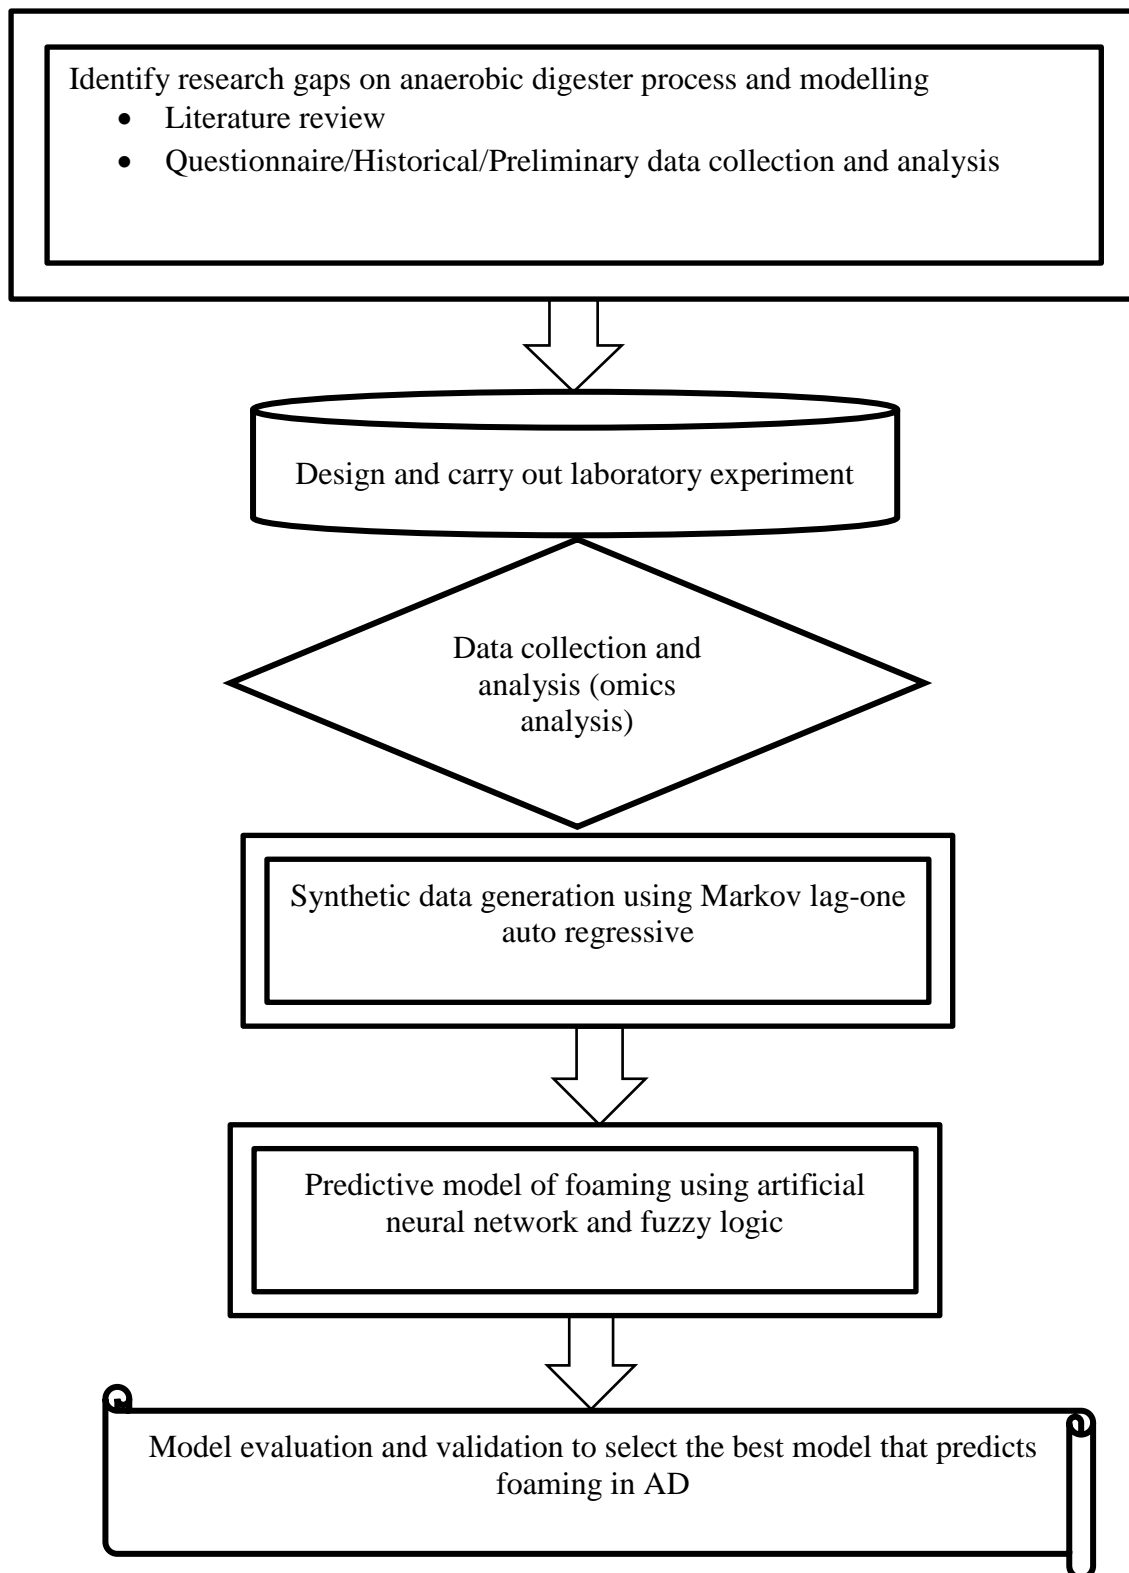 Identify research gaps on anaerobic digester process and modelling
• Literature review
• Questionnaire/Historical/Preliminary data collection and analysis
Design and carry out laboratory experiment
Data collection and
analysis (omics
analysis)
Synthetic data generation using Markov lag-one
auto regressive
Predictive model of foaming using artificial
neural network and fuzzy logic
Model evaluation and validation to select the best model that predicts
foaming in AD